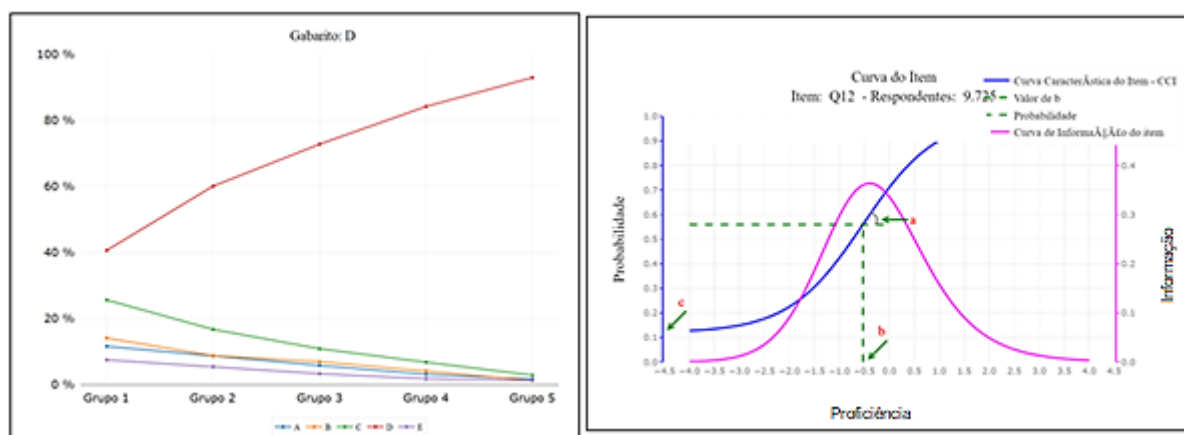 Gabarito: D
100 %
80 %
60 %
40 %
20 %
0 %
Grupo 1 Grupo 2 Grupo 3 Grupo 4 Grupo 5
A B C D E
Curva do Item
Item: Q12 - Respondentes: 9.725
Curva CaracterÃstica do Item - CCI
Valor de b
Probabilidade
Curva de InformaÃ§Ã£o do item
Probabilidade
1.0
0.9
0.8
0.7
0.6
0.5
0.4
0.3
0.2
0.1
0.0
0.4
0.3
0.2
0.1
0.0
Informação
a
b
c
−4.5 −4.0 −3.5 −3.0 −2.5 −2.0 −1.5 −1.0 −0.5 0.0 0.5 1.0 1.5 2.0 2.5 3.0 3.5 4.0 4.5
Proficiência